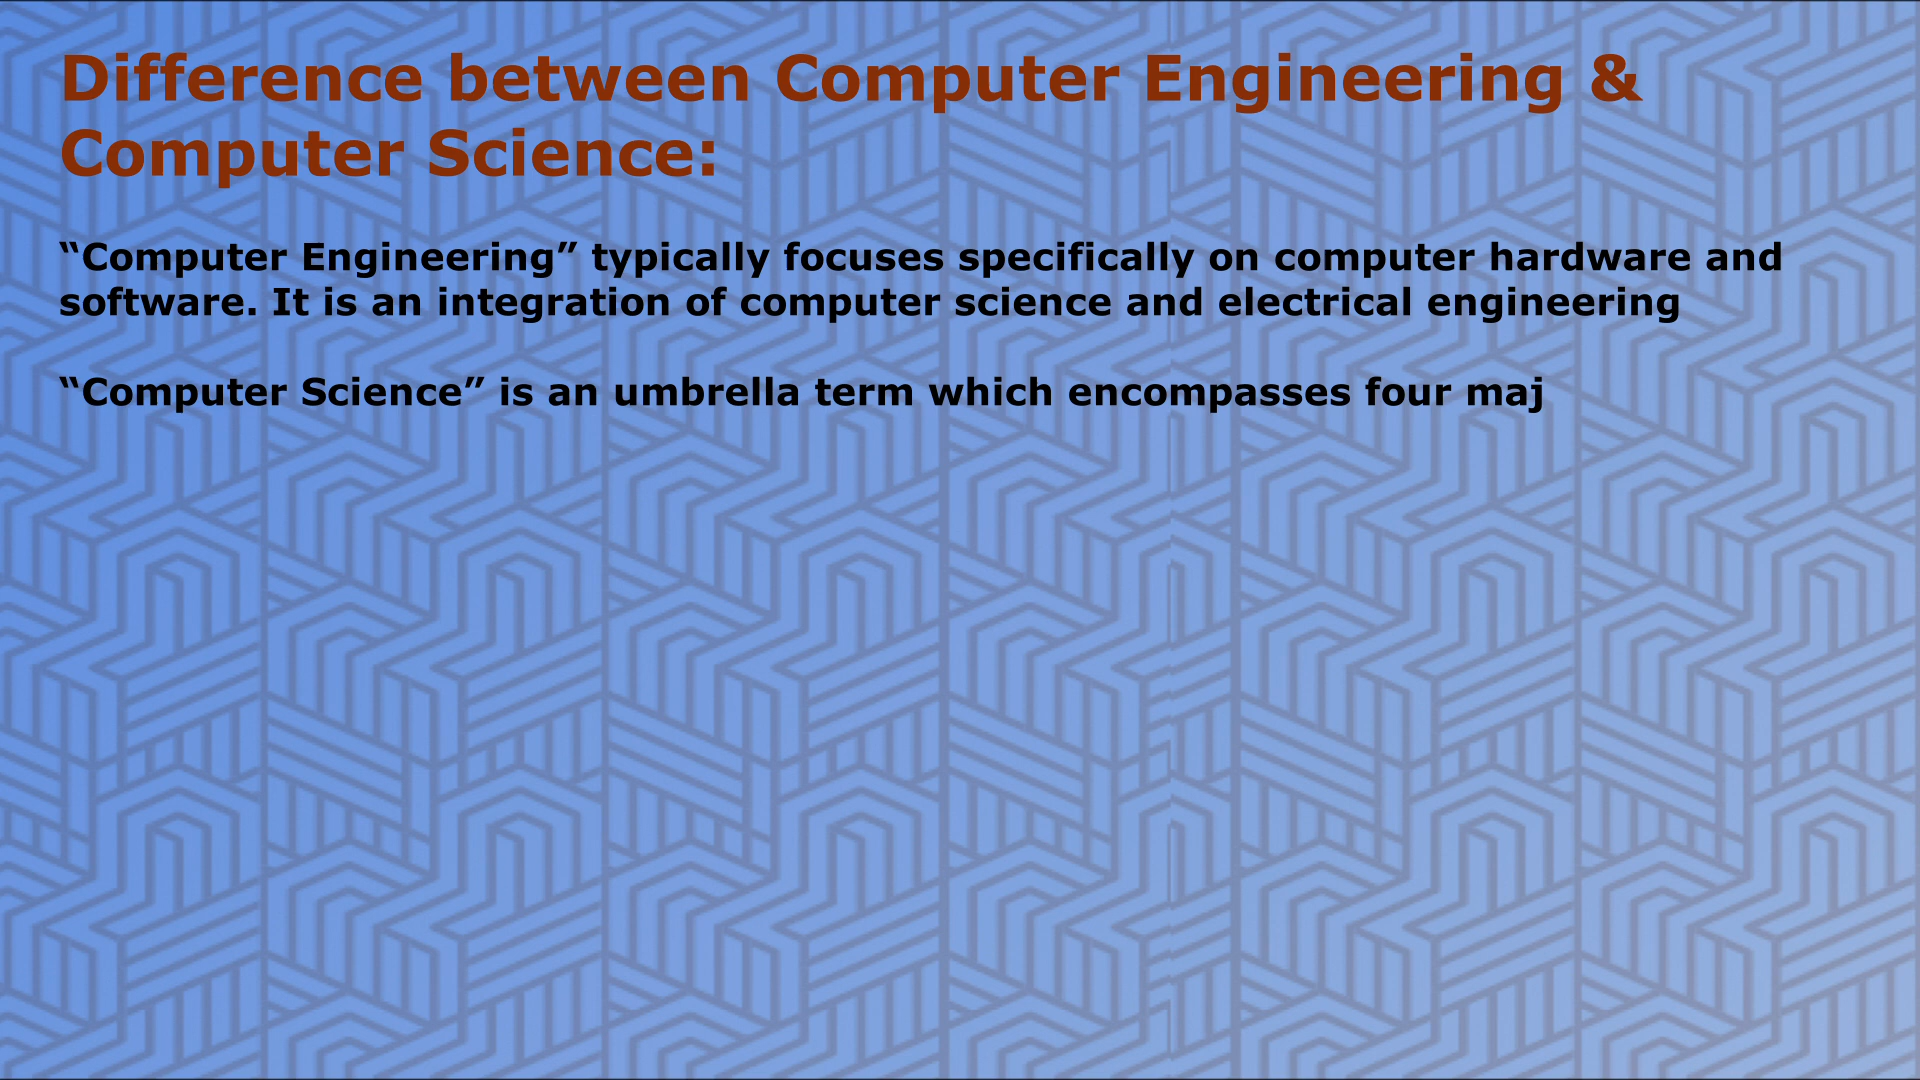 Difference between Computer Engineering &
Computer Science:
“Computer Engineering” typically focuses specifically on computer hardware and
software. It is an integration of computer science and electrical engineering
“Computer Science” is an umbrella term which encompasses four maj